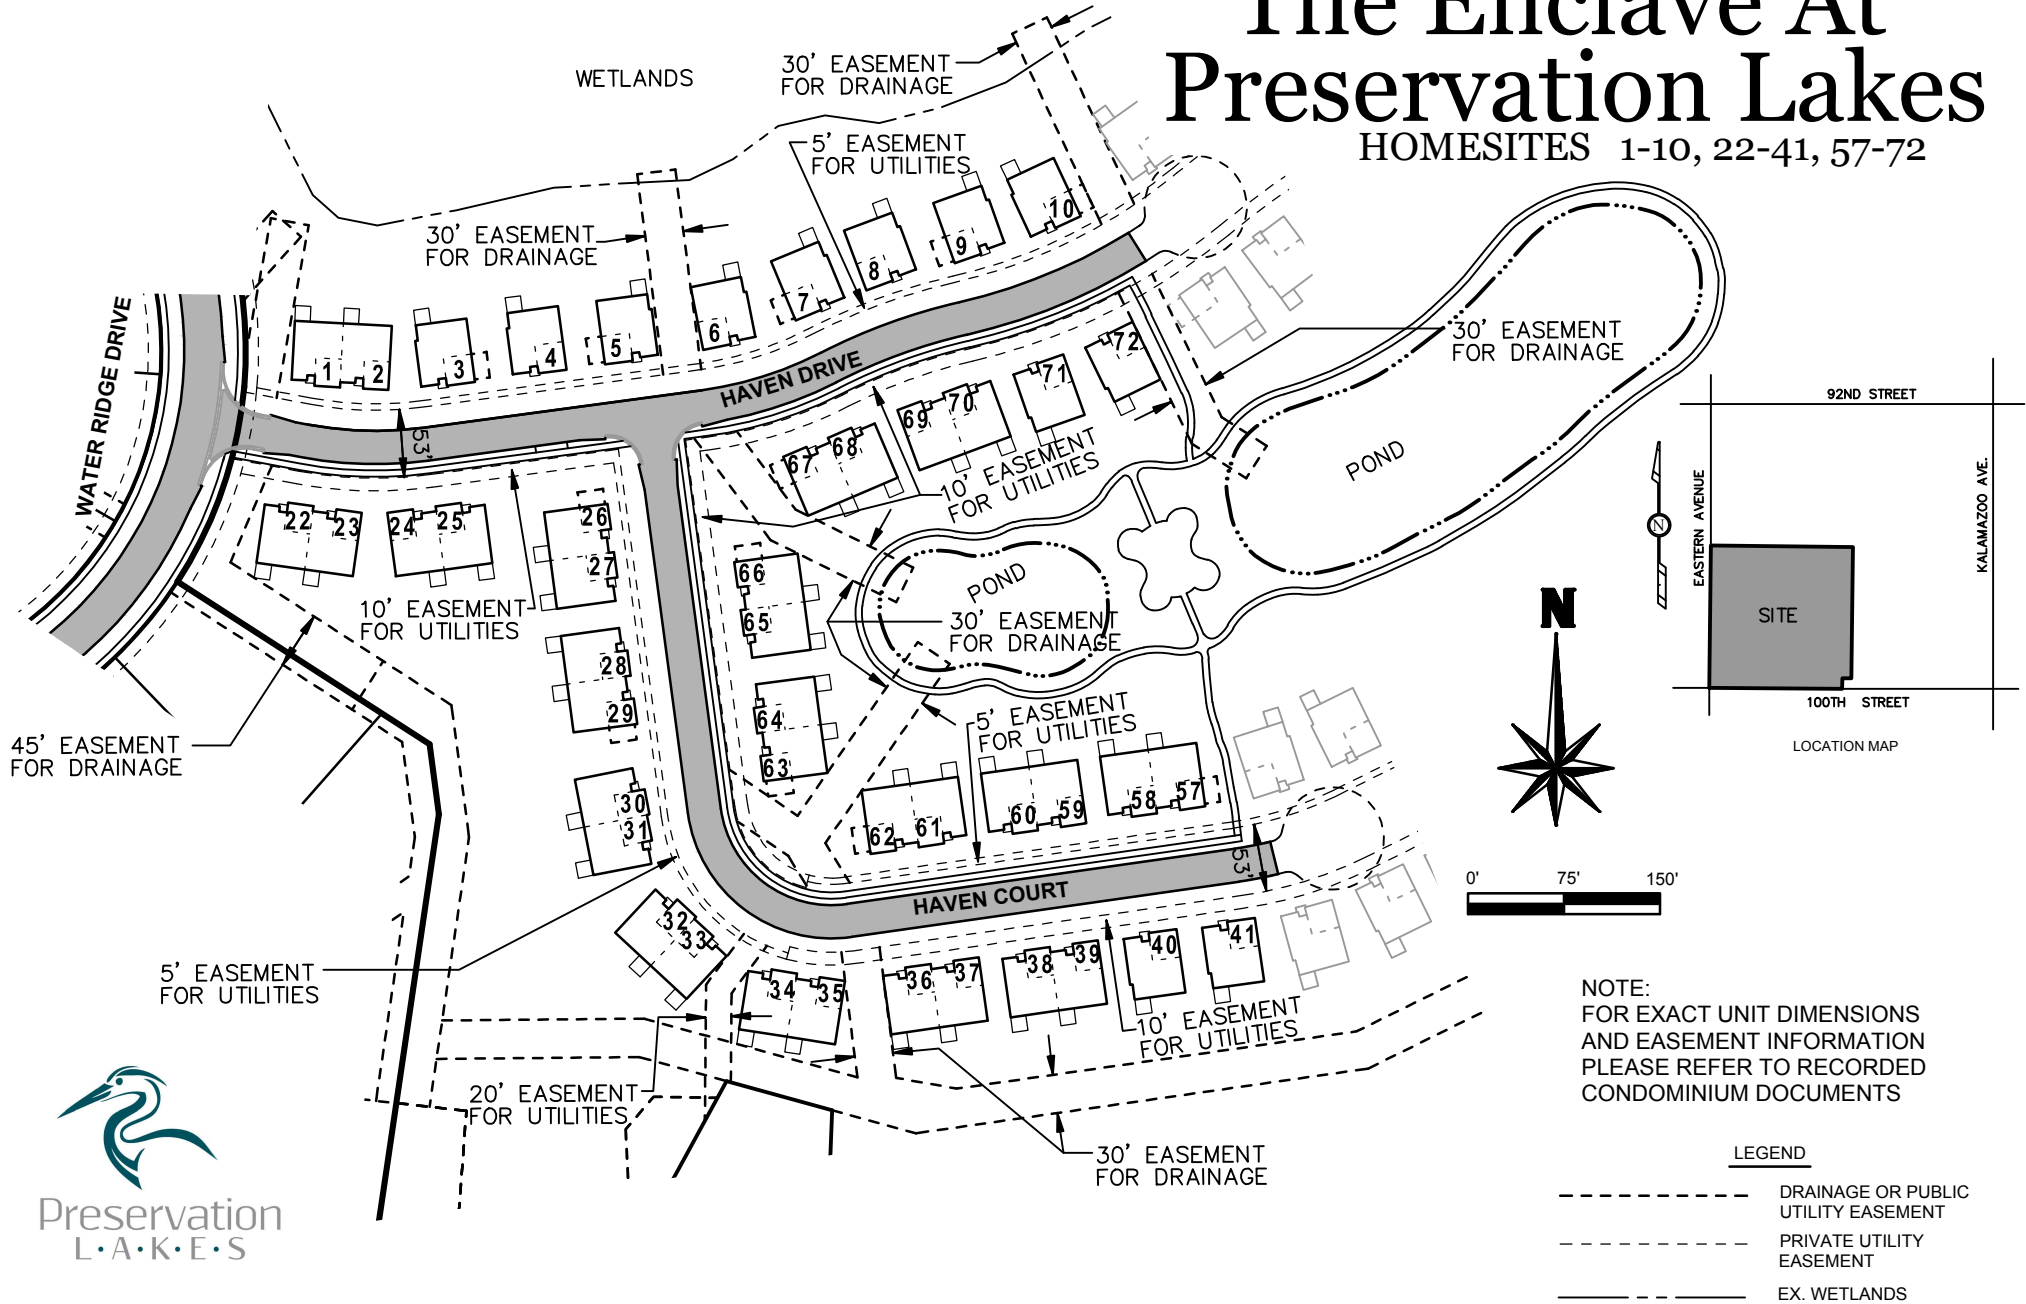 The Enclave At
Preservation Lakes
HOMESITES 1-10, 22-41, 57-72
WETLANDS
30' EASEMENT
FOR DRAINAGE
5' EASEMENT
FOR UTILITIES
30' EASEMENT
FOR DRAINAGE
10
9
8
7
6
5
4
3
2
1
WATER RIDGE DRIVE
HAVEN DRIVE
53'
72
71
70
69
68
67
30' EASEMENT
FOR DRAINAGE
POND
10' EASEMENT
FOR UTILITIES
22
23
24
25
26
27
10' EASEMENT
FOR UTILITIES
66
65
POND
30' EASEMENT
FOR DRAINAGE
28
29
64
63
5' EASEMENT
FOR UTILITIES
45' EASEMENT
FOR DRAINAGE
30
31
62
61
60
59
58
57
53'
HAVEN COURT
32
33
34
35
36
37
38
39
40
41
5' EASEMENT
FOR UTILITIES
10' EASEMENT
FOR UTILITIES
20' EASEMENT
FOR UTILITIES
30' EASEMENT
FOR DRAINAGE
92ND STREET
EASTERN AVENUE
KALAMAZOO AVE.
N
SITE
100TH STREET
LOCATION MAP
N
0' 75' 150'
NOTE:
FOR EXACT UNIT DIMENSIONS
AND EASEMENT INFORMATION
PLEASE REFER TO RECORDED
CONDOMINIUM DOCUMENTS
LEGEND
DRAINAGE OR PUBLIC
UTILITY EASEMENT
PRIVATE UTILITY
EASEMENT
EX. WETLANDS
Preservation
L·A·K·E·S